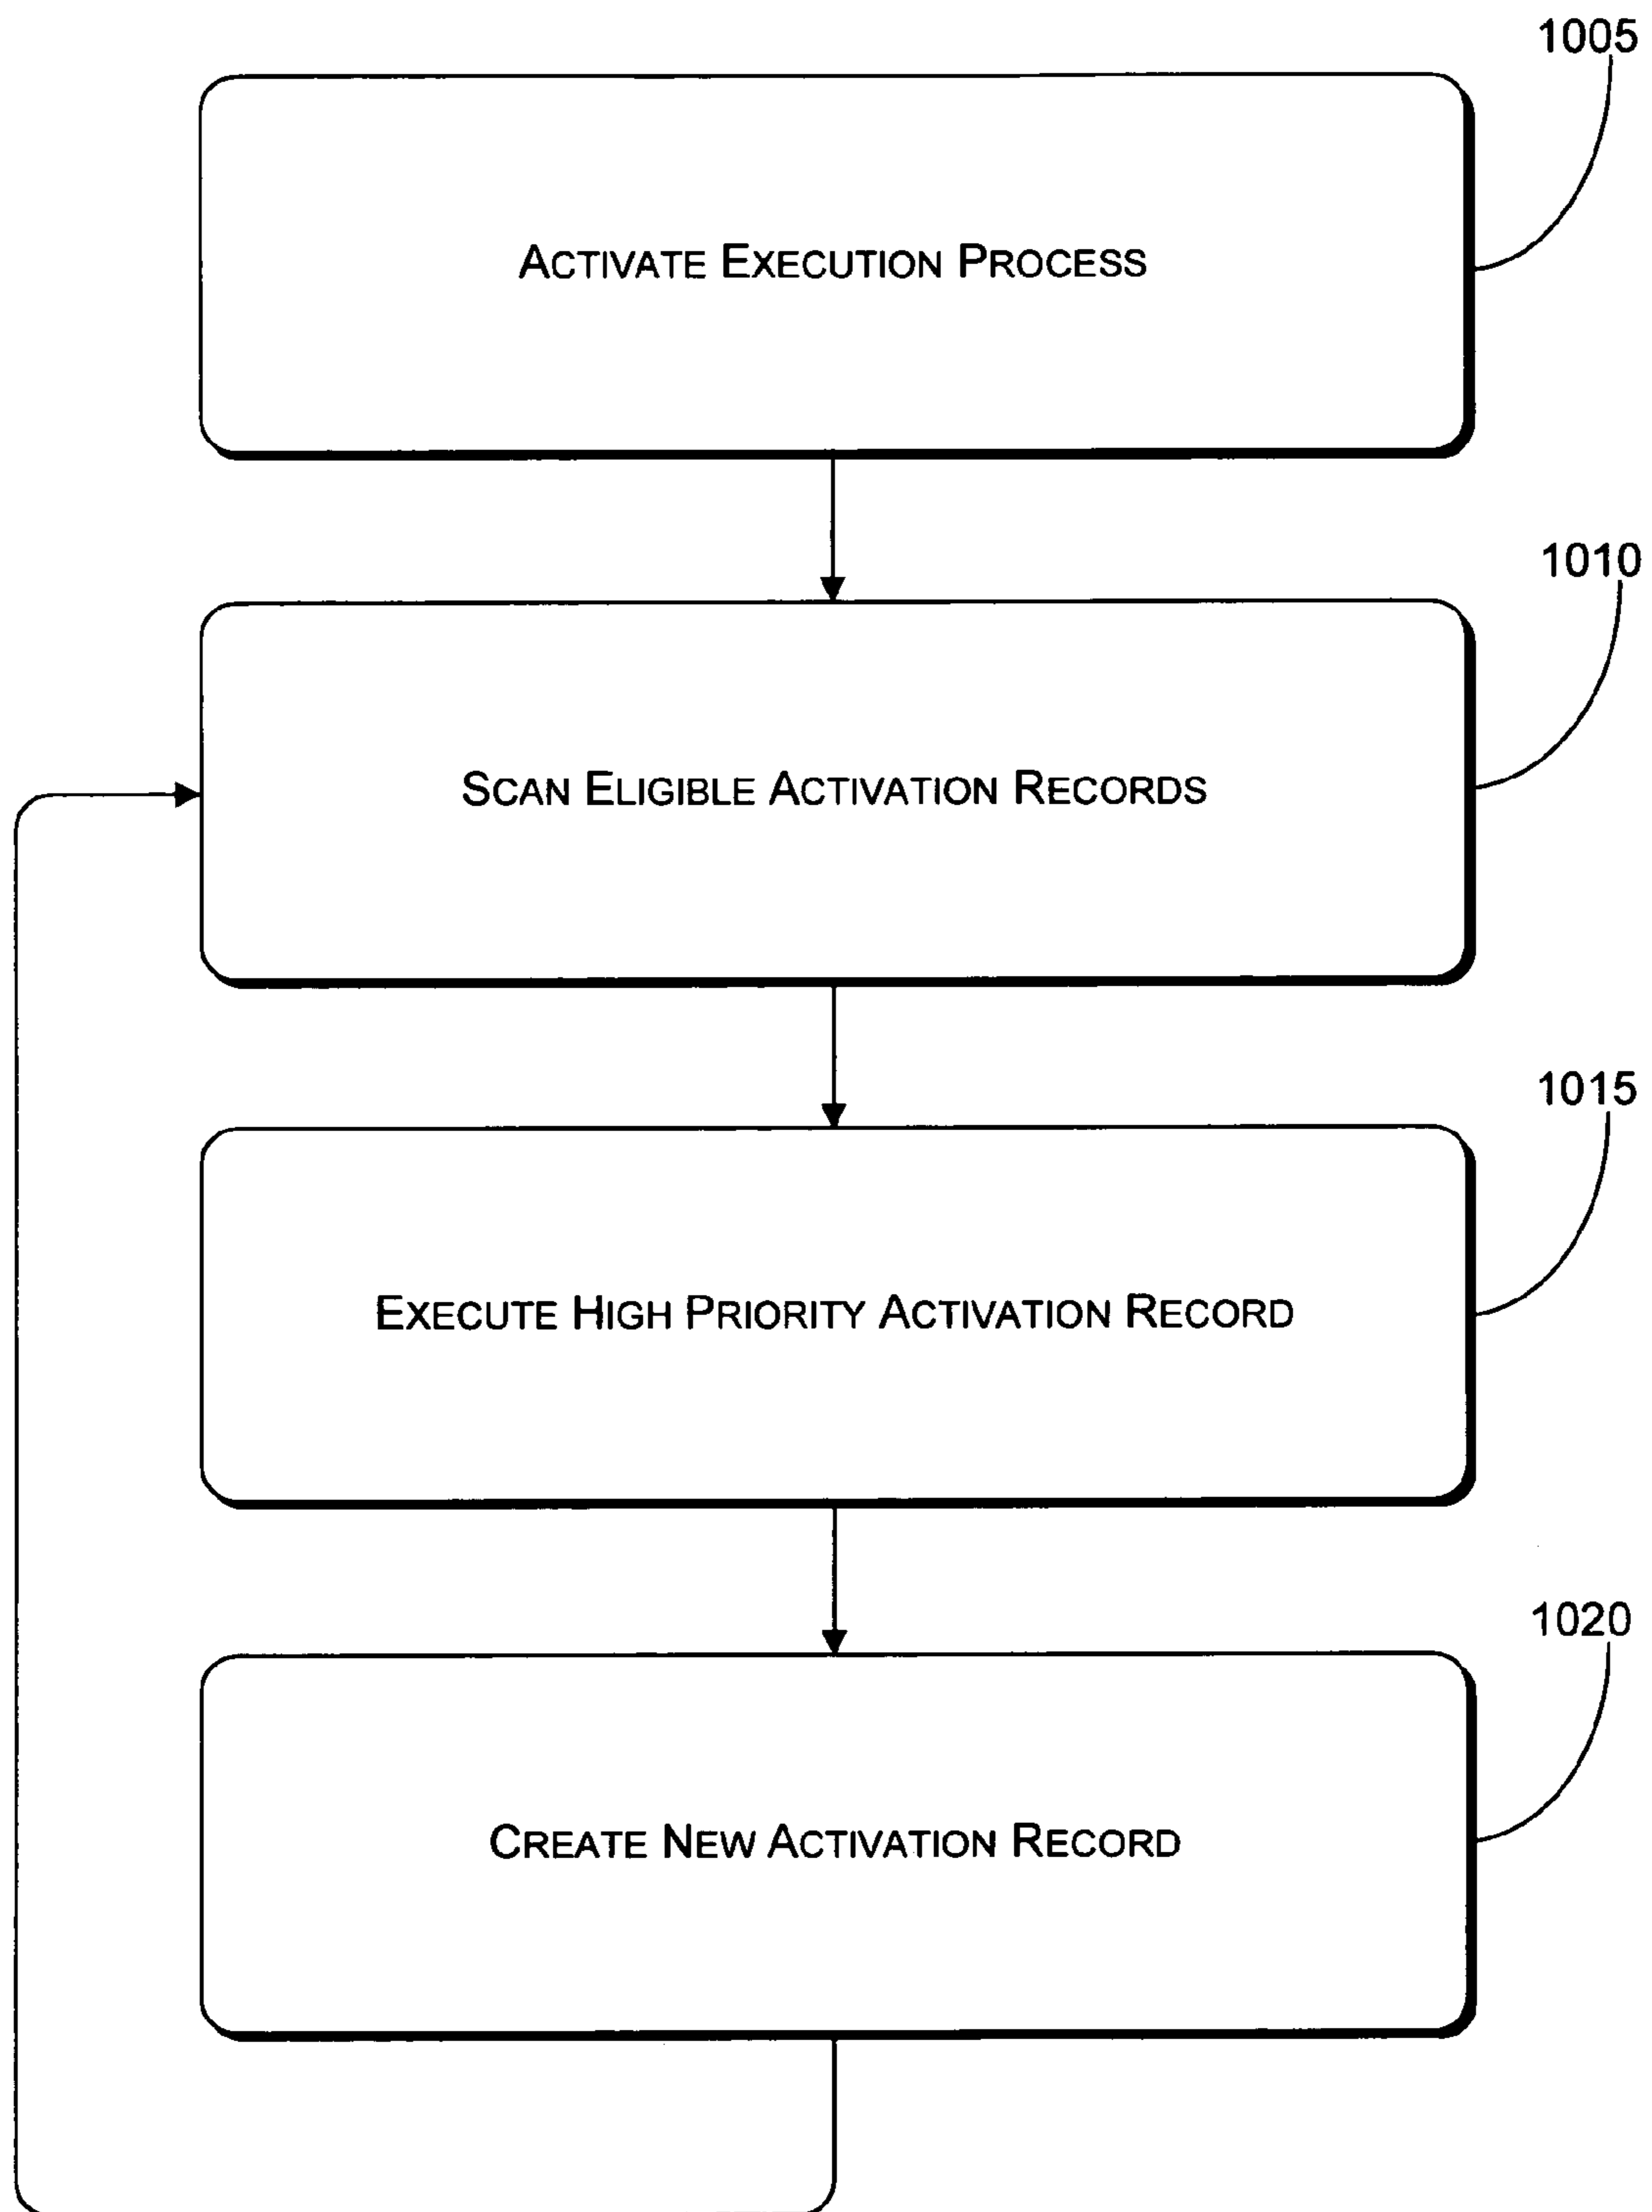 1005
ACTIVATE EXECUTION PROCESS
1010
SCAN ELIGIBLE ACTIVATION RECORDS
1015
EXECUTE HIGH PRIORITY ACTIVATION RECORD
1020
CREATE NEW ACTIVATION RECORD